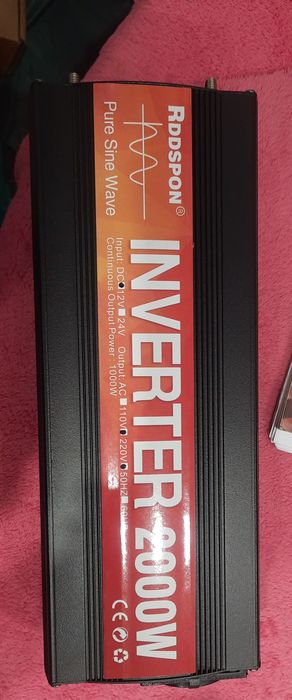 RDDSPON®
Pure Sine Wave
INVERTER 2000W
Input: DC 12V 24V Output: AC 110V 220V 50HZ
Continuous Output Power: 1000W
CE